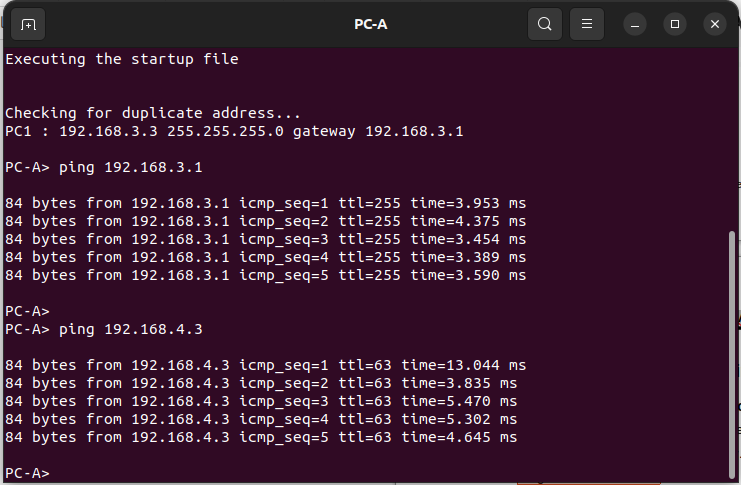 PC-A
Executing the startup file
Checking for duplicate address...
PC1 : 192.168.3.3 255.255.255.0 gateway 192.168.3.1
PC-A> ping 192.168.3.1
84 bytes from 192.168.3.1 icmp_seq=1 ttl=255 time=3.953 ms
84 bytes from 192.168.3.1 icmp_seq=2 ttl=255 time=4.375 ms
84 bytes from 192.168.3.1 icmp_seq=3 ttl=255 time=3.454 ms
84 bytes from 192.168.3.1 icmp_seq=4 ttl=255 time=3.389 ms
84 bytes from 192.168.3.1 icmp_seq=5 ttl=255 time=3.590 ms
PC-A>
PC-A> ping 192.168.4.3
84 bytes from 192.168.4.3 icmp_seq=1 ttl=63 time=13.044 ms
84 bytes from 192.168.4.3 icmp_seq=2 ttl=63 time=3.835 ms
84 bytes from 192.168.4.3 icmp_seq=3 ttl=63 time=5.470 ms
84 bytes from 192.168.4.3 icmp_seq=4 ttl=63 time=5.302 ms
84 bytes from 192.168.4.3 icmp_seq=5 ttl=63 time=4.645 ms
PC-A>